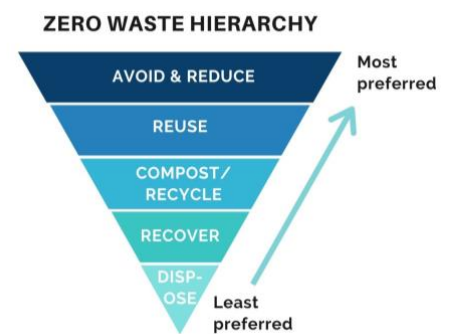 ZERO WASTE HIERARCHY
AVOID & REDUCE
Most
preferred
REUSE
COMPOST/
RECYCLE
RECOVER
DISP-
OSE
Least
preferred